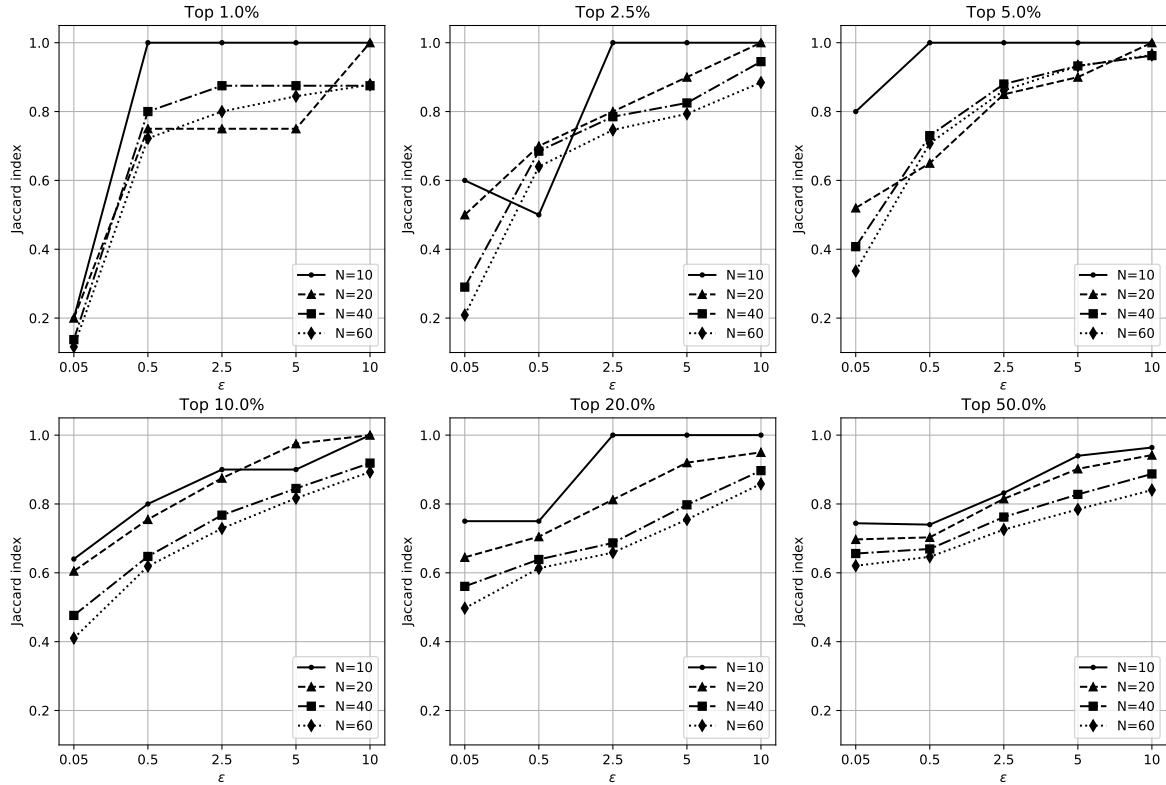 Top 1.0%
Jaccard index
1.0
0.8
0.6
0.4
0.2
0.05 0.5 2.5 5 10
ε
N=10
N=20
N=40
N=60
Top 2.5%
Jaccard index
1.0
0.8
0.6
0.4
0.2
0.05 0.5 2.5 5 10
ε
N=10
N=20
N=40
N=60
Top 5.0%
Jaccard index
1.0
0.8
0.6
0.4
0.2
0.05 0.5 2.5 5 10
ε
N=10
N=20
N=40
N=60
Top 10.0%
Jaccard index
1.0
0.8
0.6
0.4
0.2
0.05 0.5 2.5 5 10
ε
N=10
N=20
N=40
N=60
Top 20.0%
Jaccard index
1.0
0.8
0.6
0.4
0.2
0.05 0.5 2.5 5 10
ε
N=10
N=20
N=40
N=60
Top 50.0%
Jaccard index
1.0
0.8
0.6
0.4
0.2
0.05 0.5 2.5 5 10
ε
N=10
N=20
N=40
N=60